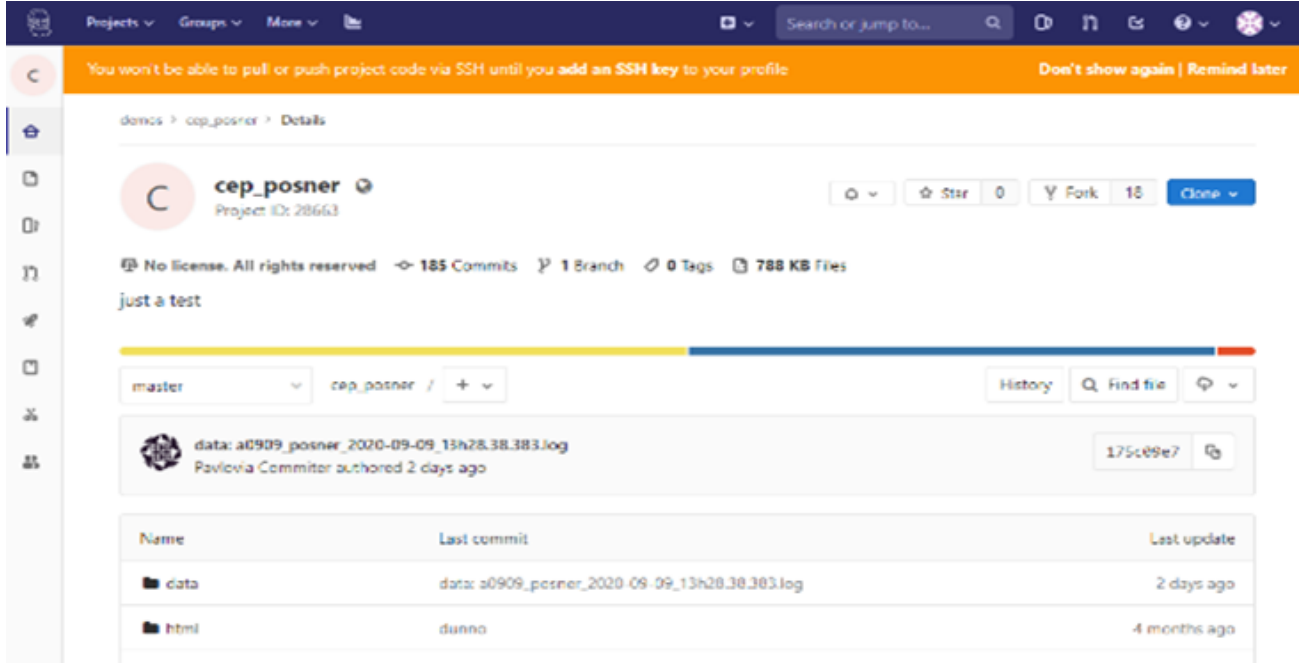 Projects Groups More Search or jump to...
C You won't be able to pull or push project code via SSH until you add an SSH key to your profile Don't show again | Remind later
demos > cep_posner > Details
C cep_posner
Project ID: 28663
Star 0 Fork 18 Clone
No license. All rights reserved 185 Commits 1 Branch 0 Tags 788 KB Files
just a test
master cep_posner / + History Find file
data: a0909_posner_2020-09-09_13h28.38.383.log
Pavlovia Commiter authored 2 days ago
175c09e7
Name Last commit Last update
data data: a0909_posner_2020-09-09_13h28.38.383.log 2 days ago
html dunno 4 months ago